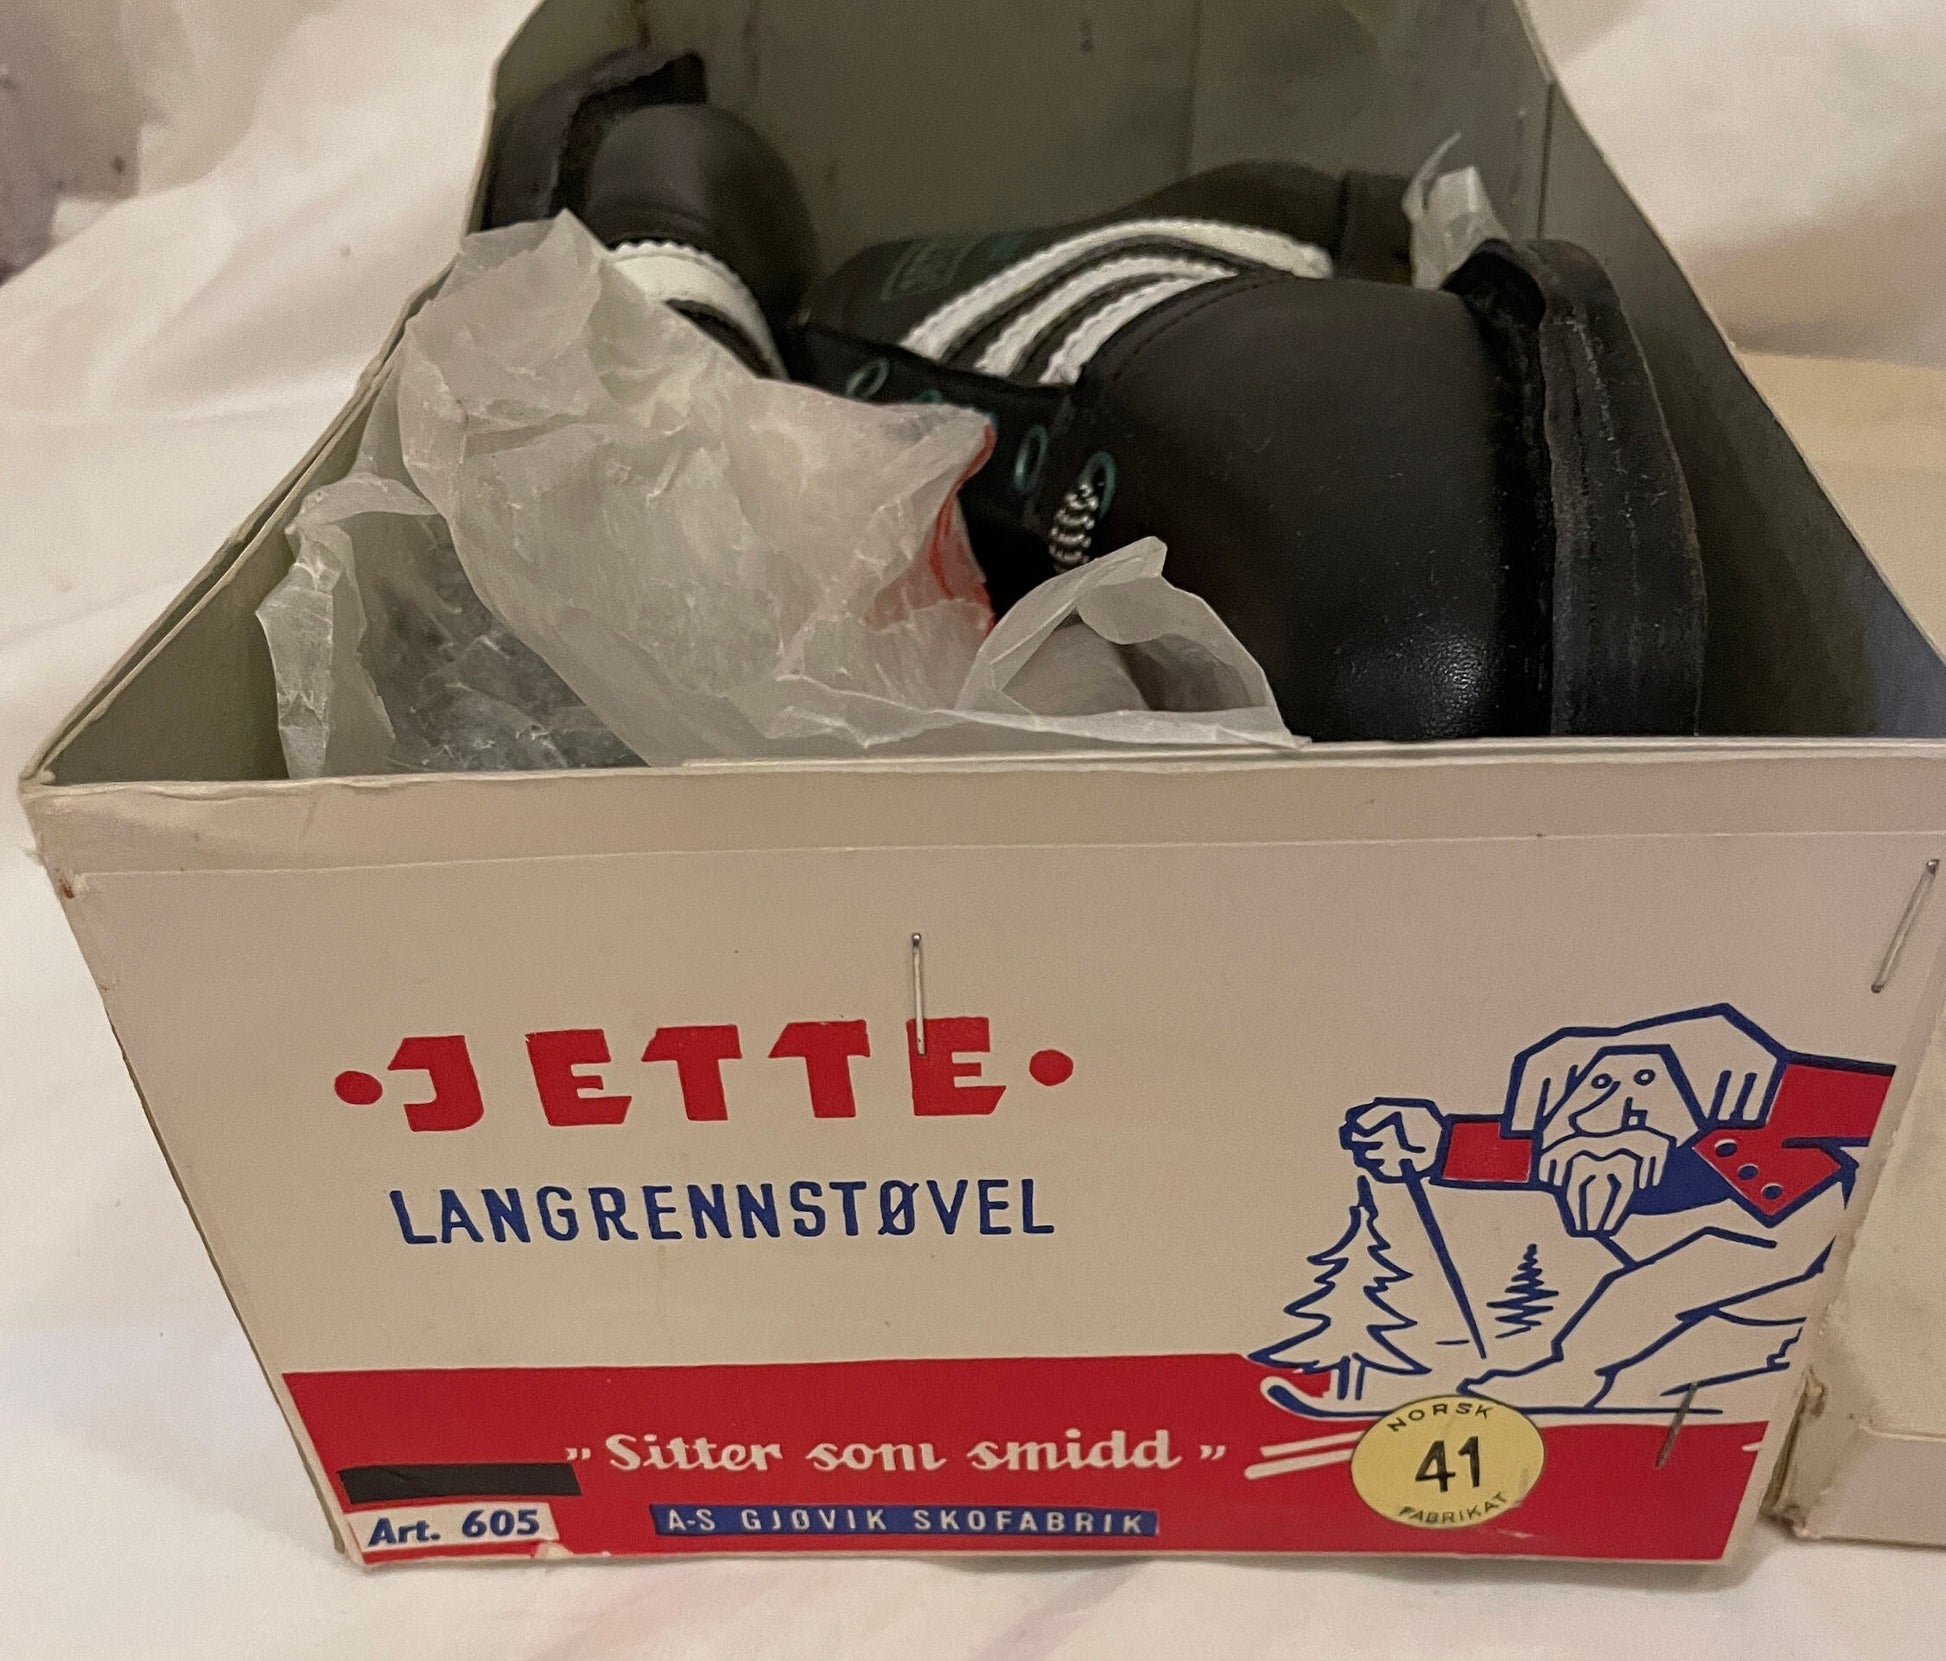 •JETTE•
LANGRENNSTØVEL
„Sitter som smidd”
Art. 605
A-S GJØVIK SKOFABRIK
NORSK
41
FABRIKAT